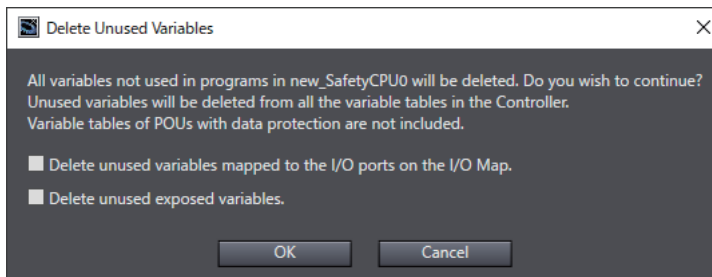 Delete Unused Variables
All variables not used in programs in new_SafetyCPU0 will be deleted. Do you wish to continue?
Unused variables will be deleted from all the variable tables in the Controller.
Variable tables of POUs with data protection are not included.
Delete unused variables mapped to the I/O ports on the I/O Map.
Delete unused exposed variables.
OK Cancel